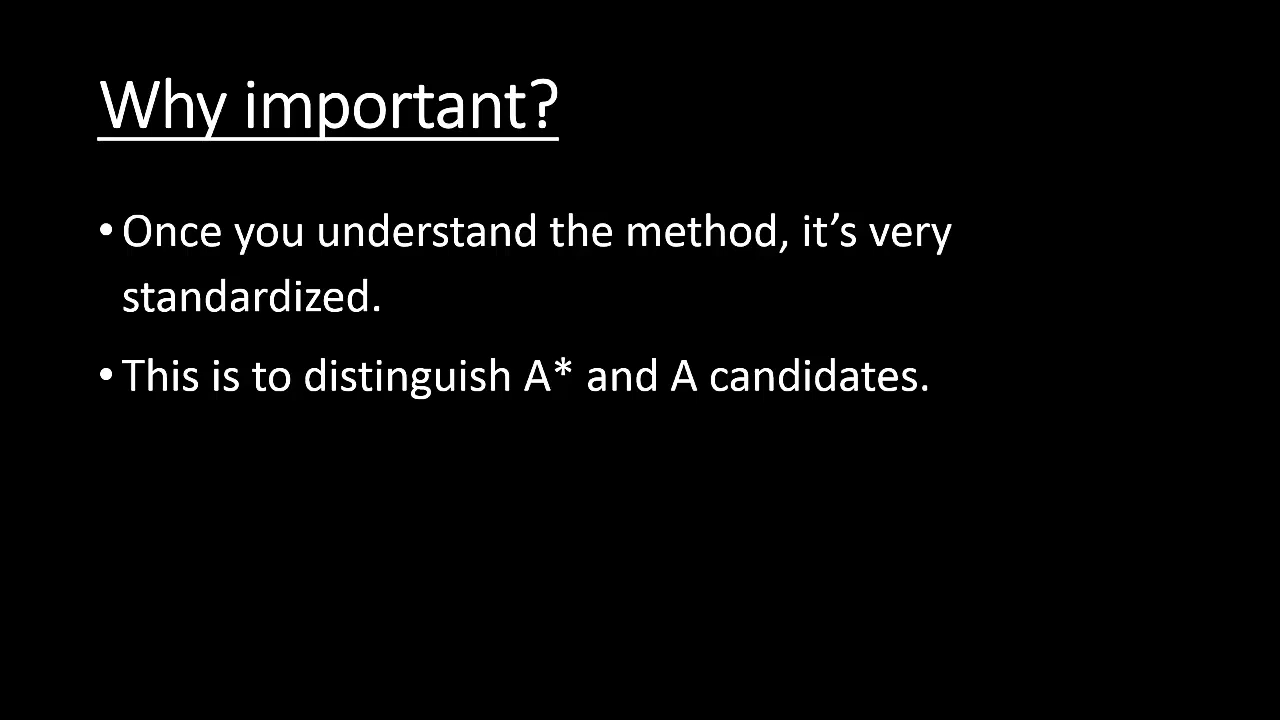 Why important?
• Once you understand the method, it’s very
standardized.
• This is to distinguish A* and A candidates.